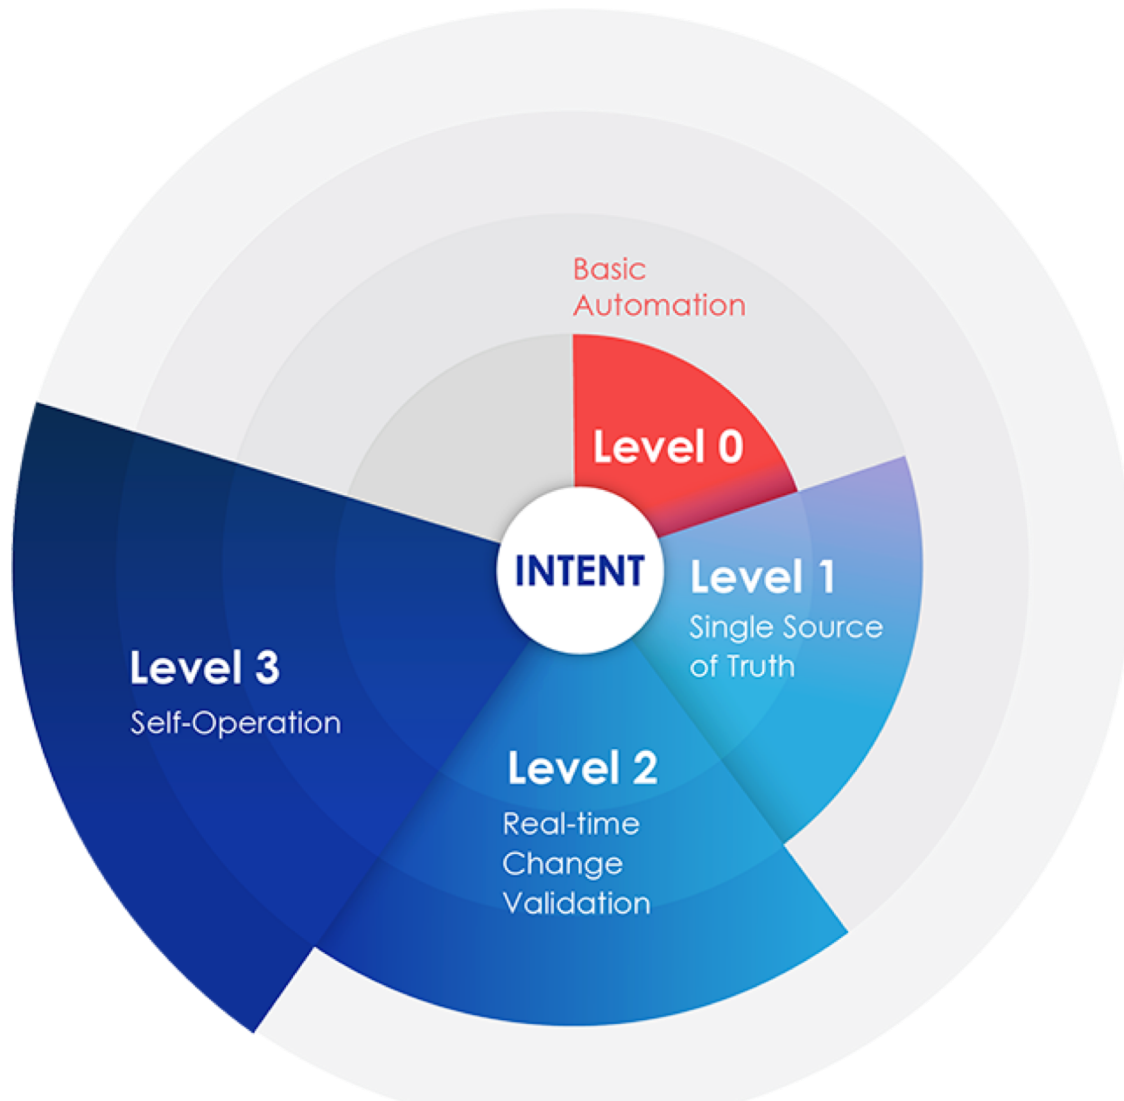 Basic
Automation
Level 0
INTENT
Level 1
Single Source
of Truth
Level 2
Real-time
Change
Validation
Level 3
Self-Operation